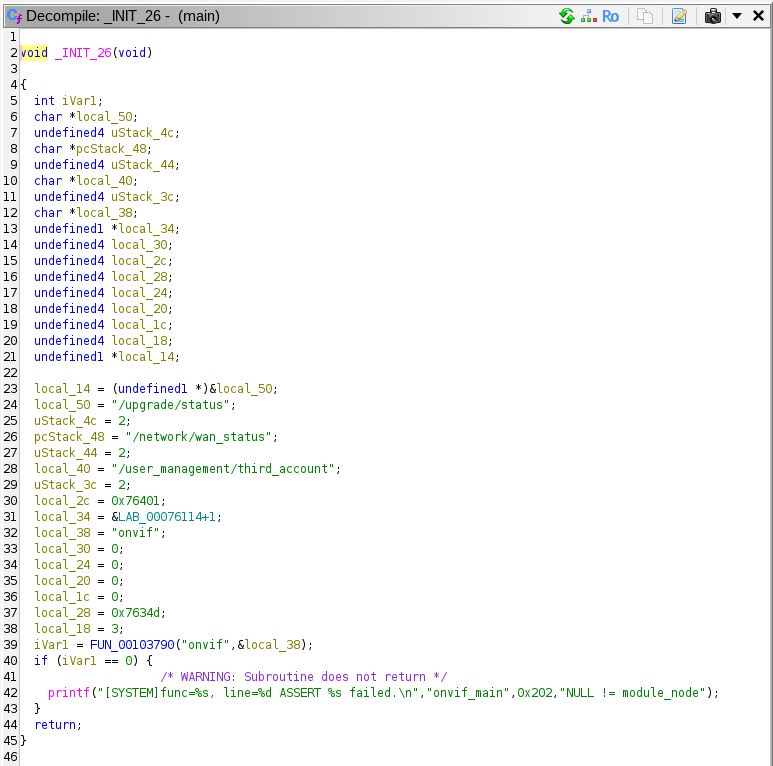 Decompile: _INIT_26 -  (main)
Ro
1
2 void _INIT_26(void)
3
4 {
5   int iVar1;
6   char *local_50;
7   undefined4 uStack_4c;
8   char *pcStack_48;
9   undefined4 uStack_44;
10   char *local_40;
11   undefined4 uStack_3c;
12   char *local_38;
13   undefined1 *local_34;
14   undefined4 local_30;
15   undefined4 local_2c;
16   undefined4 local_28;
17   undefined4 local_24;
18   undefined4 local_20;
19   undefined4 local_1c;
20   undefined4 local_18;
21   undefined1 *local_14;
22
23   local_14 = (undefined1 *)&local_50;
24   local_50 = "/upgrade/status";
25   uStack_4c = 2;
26   pcStack_48 = "/network/wan_status";
27   uStack_44 = 2;
28   local_40 = "/user_management/third_account";
29   uStack_3c = 2;
30   local_2c = 0x76401;
31   local_34 = &LAB_00076114+1;
32   local_38 = "onvif";
33   local_30 = 0;
34   local_24 = 0;
35   local_20 = 0;
36   local_1c = 0;
37   local_28 = 0x7634d;
38   local_18 = 3;
39   iVar1 = FUN_00103790("onvif",&local_38);
40   if (iVar1 == 0) {
41                     /* WARNING: Subroutine does not return */
42     printf("[SYSTEM]func=%s, line=%d ASSERT %s failed.\n","onvif_main",0x202,"NULL != module_node");
43   }
44   return;
45 }
46